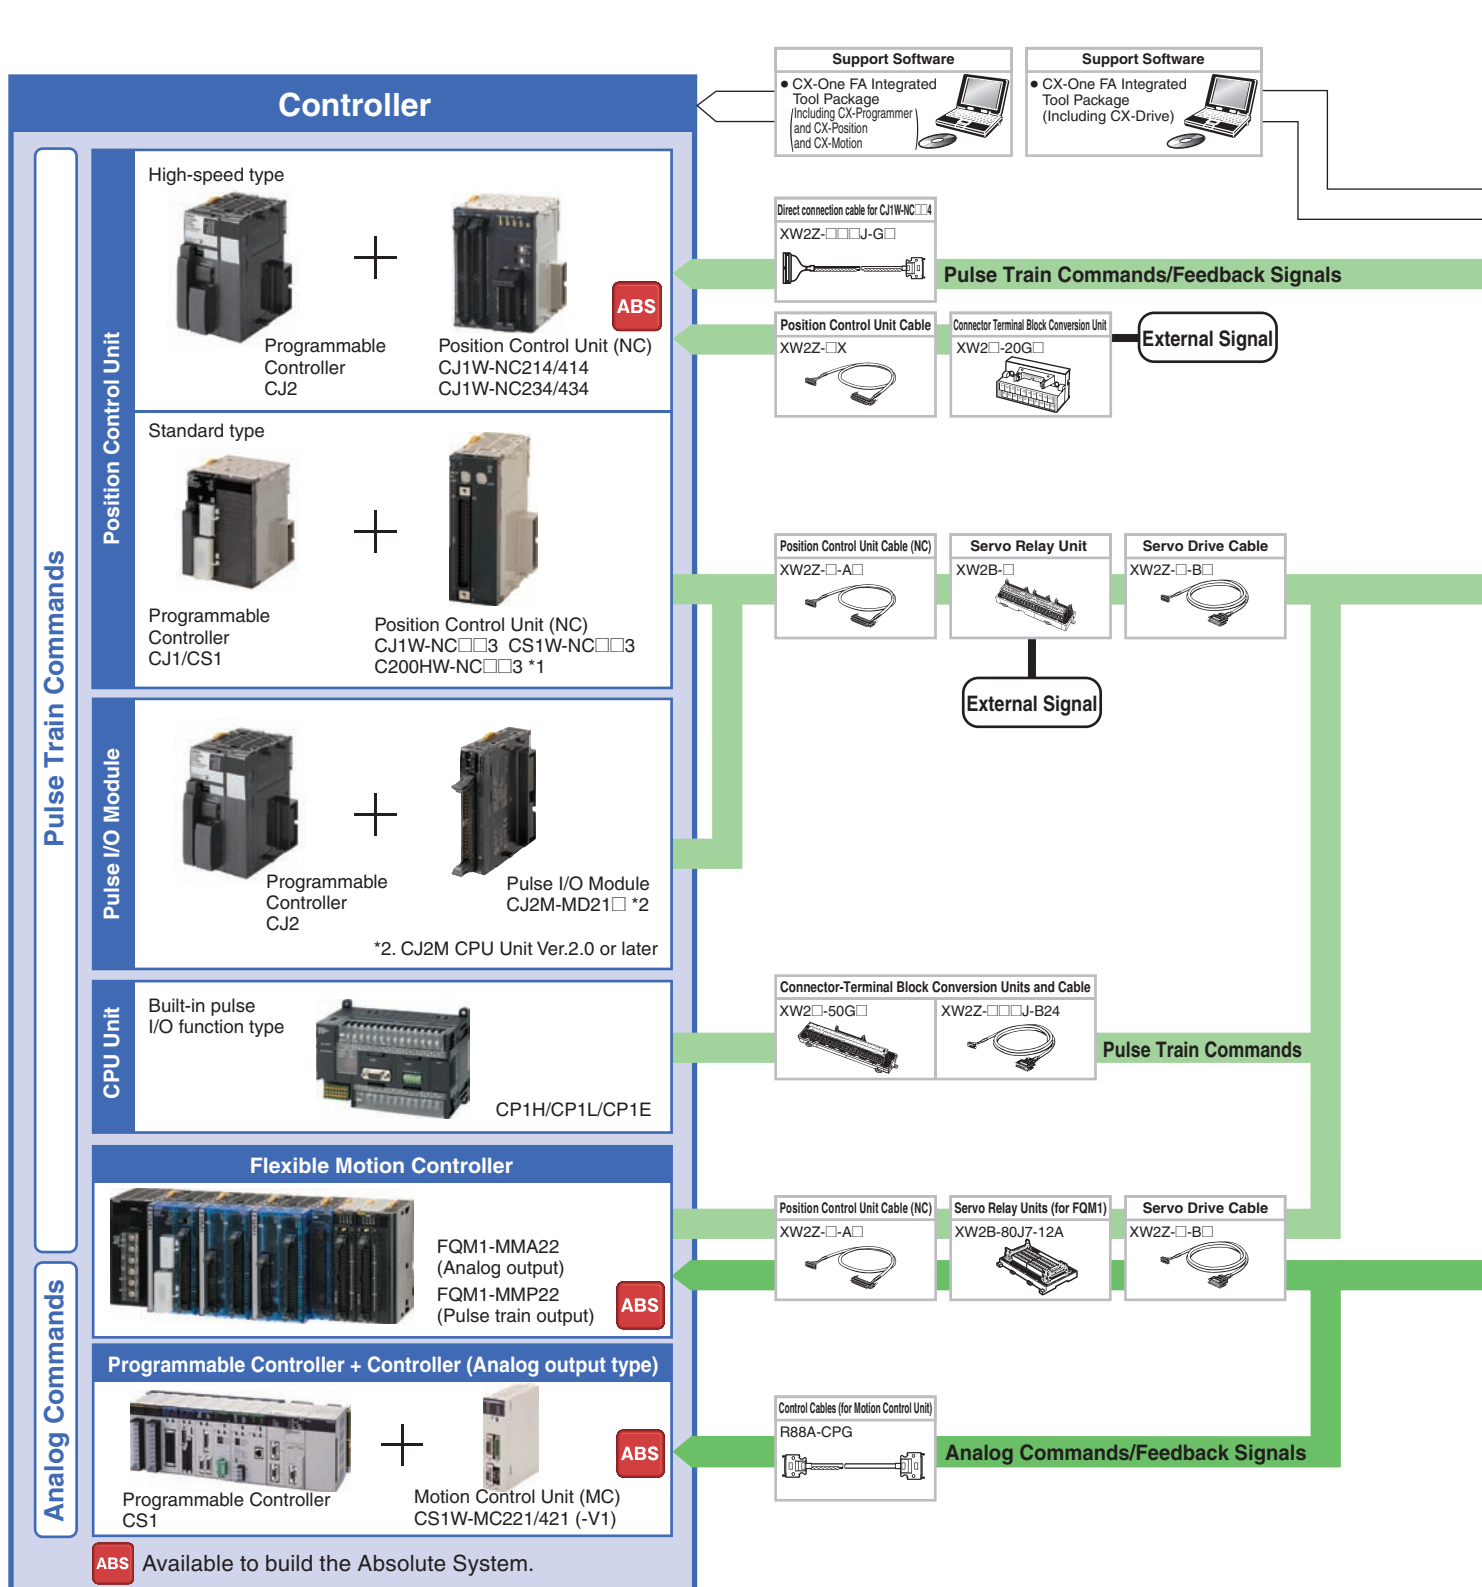 Support Software
● CX-One FA Integrated
Tool Package
(Including CX-Programmer
and CX-Position
and CX-Motion)
Support Software
● CX-One FA Integrated
Tool Package
(Including CX-Drive)
Controller
Pulse Train Commands
Position Control Unit
High-speed type
Programmable
Controller
CJ2
ABS
Position Control Unit (NC)
CJ1W-NC214/414
CJ1W-NC234/434
Direct connection cable for CJ1W-NC□□4
XW2Z-□□□J-G□
Pulse Train Commands/Feedback Signals
Position Control Unit Cable
XW2Z-□X
Connector Terminal Block Conversion Unit
XW2□-20G□
External Signal
Standard type
Programmable
Controller
CJ1/CS1
Position Control Unit (NC)
CJ1W-NC□□3 CS1W-NC□□3
C200HW-NC□□3 *1
Position Control Unit Cable (NC)
XW2Z-□-A□
Servo Relay Unit
XW2B-□
Servo Drive Cable
XW2Z-□-B□
External Signal
Pulse I/O Module
Programmable
Controller
CJ2
Pulse I/O Module
CJ2M-MD21□ *2
*2. CJ2M CPU Unit Ver.2.0 or later
CPU Unit
Built-in pulse
I/O function type
CP1H/CP1L/CP1E
Connector-Terminal Block Conversion Units and Cable
XW2□-50G□
XW2Z-□□□J-B24
Pulse Train Commands
Flexible Motion Controller
FQM1-MMA22
(Analog output)
FQM1-MMP22
(Pulse train output)
ABS
Position Control Unit Cable (NC)
XW2Z-□-A□
Servo Relay Units (for FQM1)
XW2B-80J7-12A
Servo Drive Cable
XW2Z-□-B□
Analog Commands
Programmable Controller + Controller (Analog output type)
Programmable Controller
CS1
ABS
Motion Control Unit (MC)
CS1W-MC221/421 (-V1)
Control Cables (for Motion Control Unit)
R88A-CPG
Analog Commands/Feedback Signals
ABS Available to build the Absolute System.